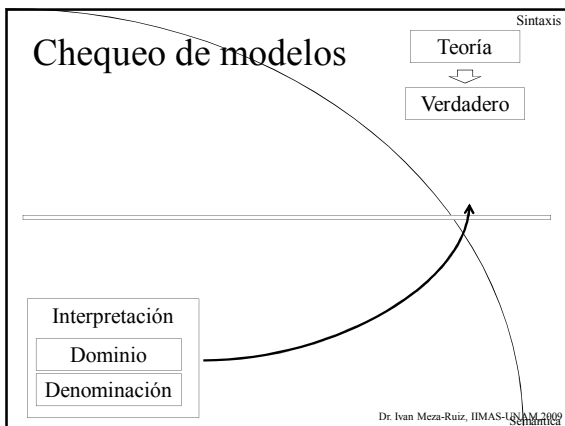 Sintaxis
Chequeo de modelos
Teoría
Verdadero
Interpretación
Dominio
Denominación
Dr. Ivan Meza-Ruiz, IIMAS-UNAM 2009
Semántica